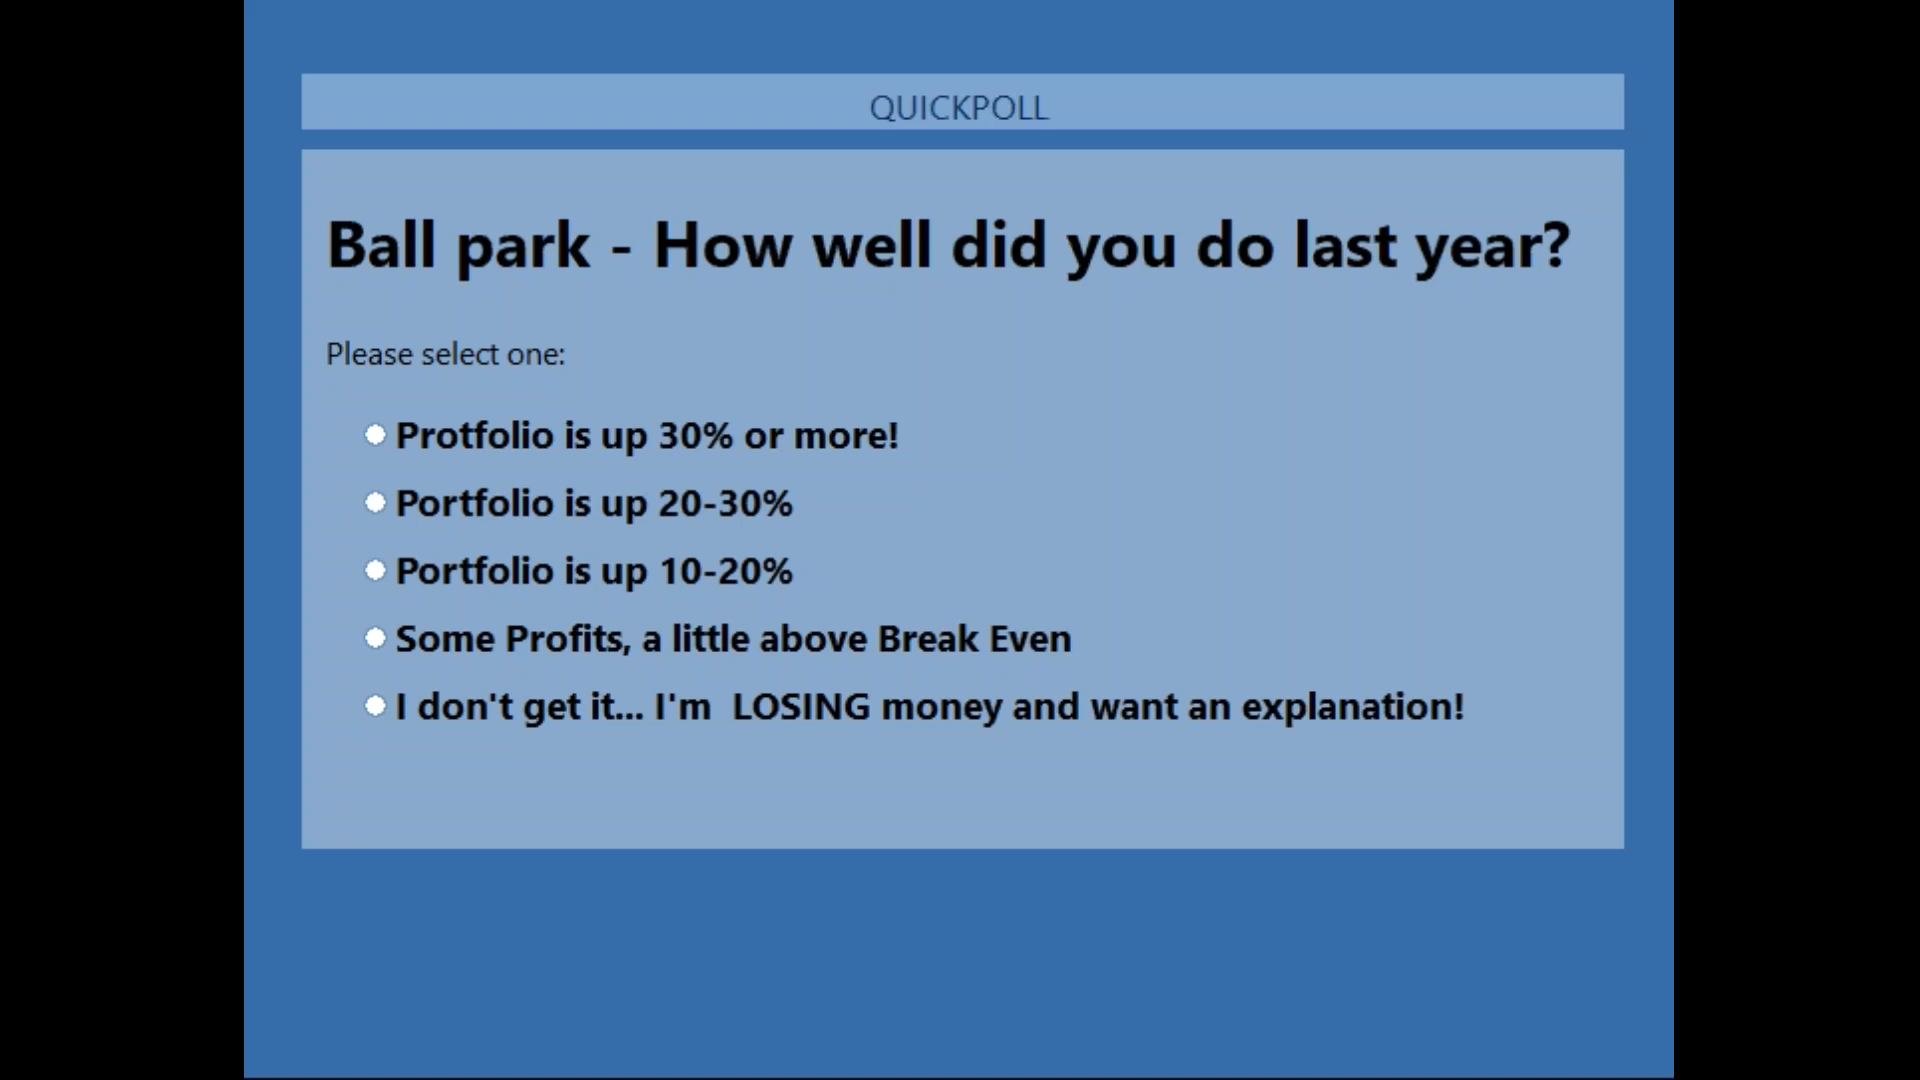 QUICKPOLL
Ball park - How well did you do last year?
Please select one:
Protfolio is up 30% or more!
Portfolio is up 20-30%
Portfolio is up 10-20%
Some Profits, a little above Break Even
I don't get it... I'm  LOSING money and want an explanation!